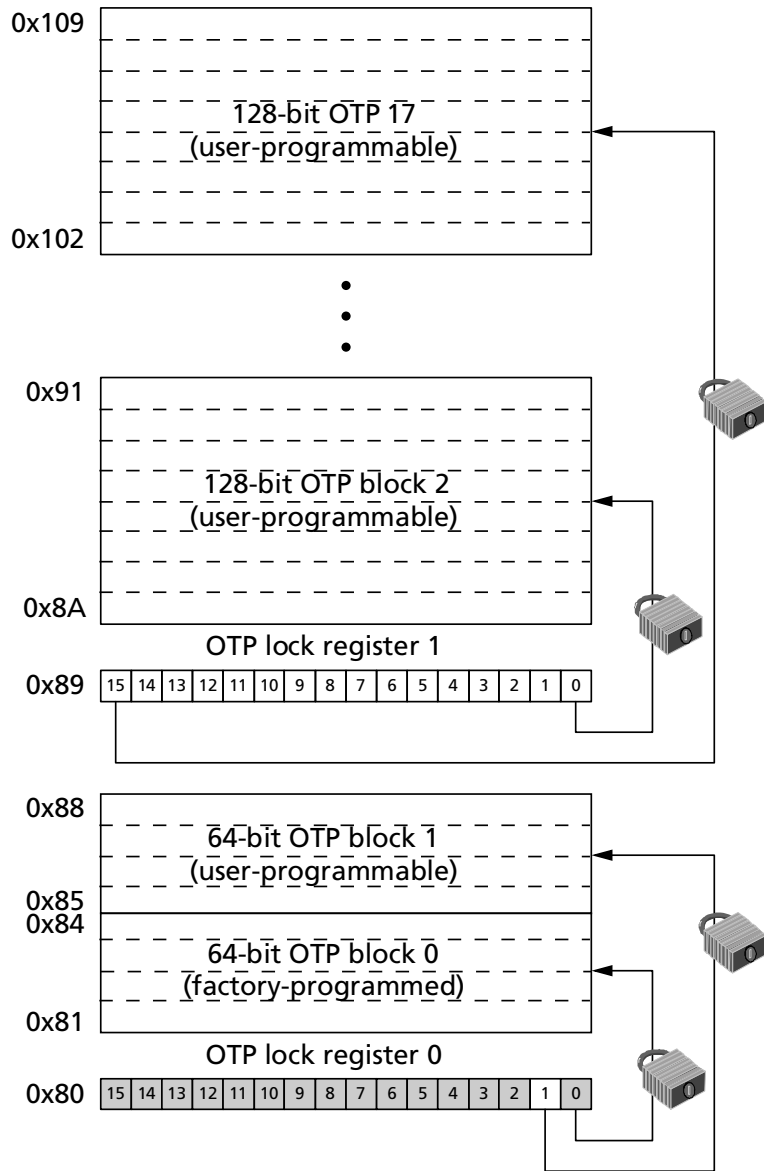 0x109
128-bit OTP 17
(user-programmable)
0x102
0x91
128-bit OTP block 2
(user-programmable)
0x8A
OTP lock register 1
0x89 15 14 13 12 11 10 9 8 7 6 5 4 3 2 1 0
0x88
64-bit OTP block 1
(user-programmable)
0x85
0x84
64-bit OTP block 0
(factory-programmed)
0x81
OTP lock register 0
0x80 15 14 13 12 11 10 9 8 7 6 5 4 3 2 1 0